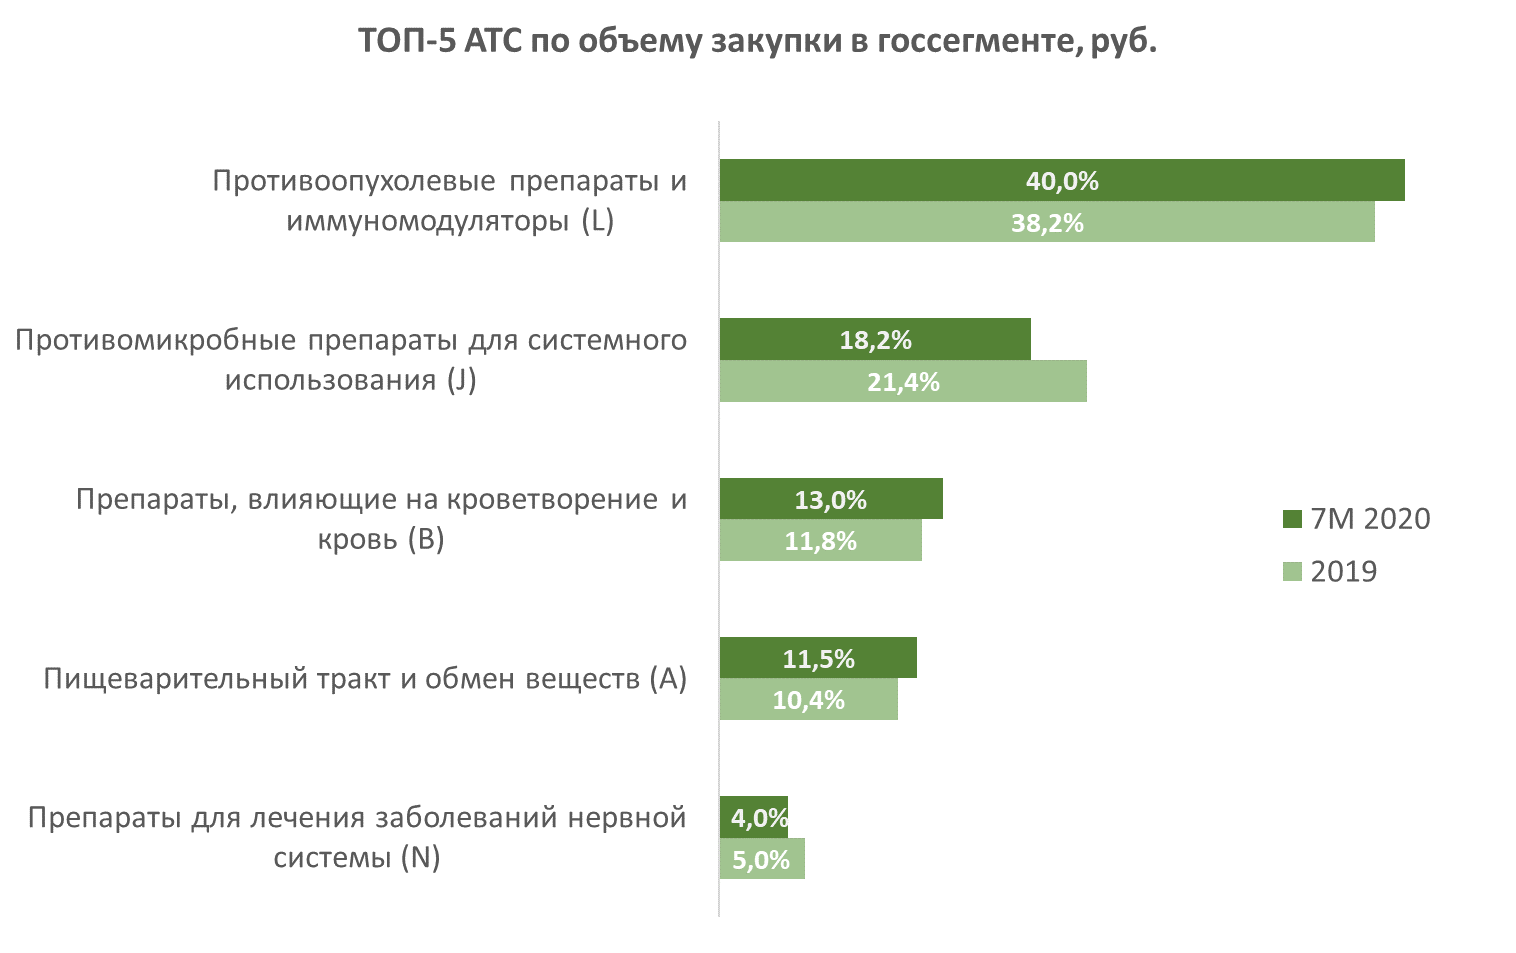 ТОП-5 АТС по объему закупки в госсегменте, руб.
Противоопухолевые препараты и
иммуномодуляторы (L)
40,0%
38,2%
Противомикробные препараты для системного
использования (J)
18,2%
21,4%
Препараты, влияющие на кроветворение и
кровь (B)
13,0%
11,8%
Пищеварительный тракт и обмен веществ (A)
11,5%
10,4%
Препараты для лечения заболеваний нервной
системы (N)
4,0%
5,0%
7М 2020
2019